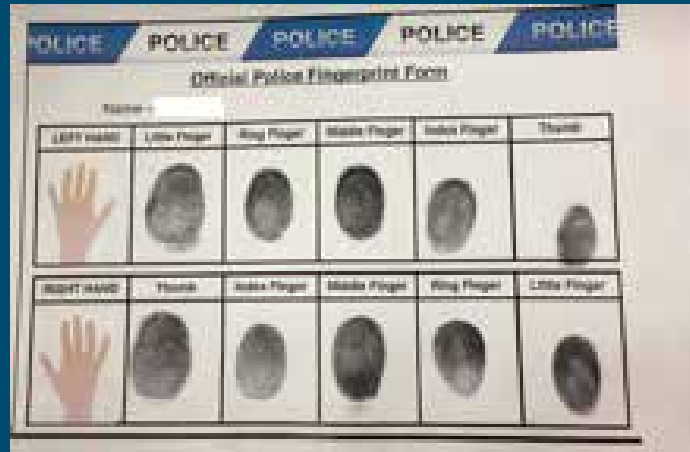 POLICE POLICE POLICE POLICE POLICE
Official Police Fingerprint Form
Name:
LEFT HAND Little Finger Ring Finger Middle Finger Index Finger Thumb
RIGHT HAND Thumb Index Finger Middle Finger Ring Finger Little Finger